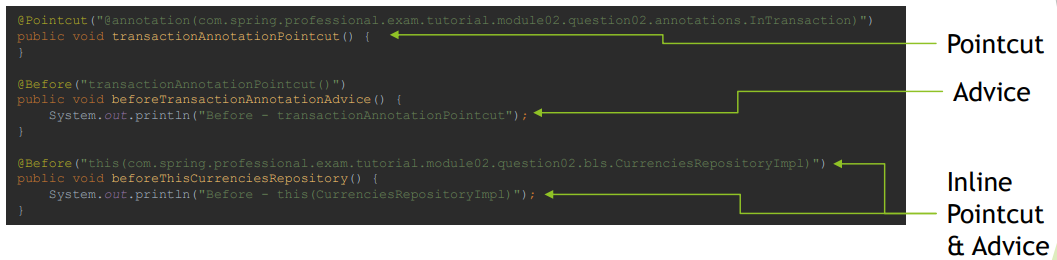 @Pointcut("@annotation(com.spring.professional.exam.tutorial.module02.question02.annotations.InTransaction)")
public void transactionAnnotationPointcut() {
}
@Before("transactionAnnotationPointcut()")
public void beforeTransactionAnnotationAdvice() {
System.out.println("Before - transactionAnnotationPointcut");
}
@Before("this(com.spring.professional.exam.tutorial.module02.question02.bls.CurrenciesRepositoryImpl)")
public void beforeThisCurrenciesRepository() {
System.out.println("Before - this(CurrenciesRepositoryImpl)");
}
Pointcut
Advice
Inline
Pointcut
& Advice